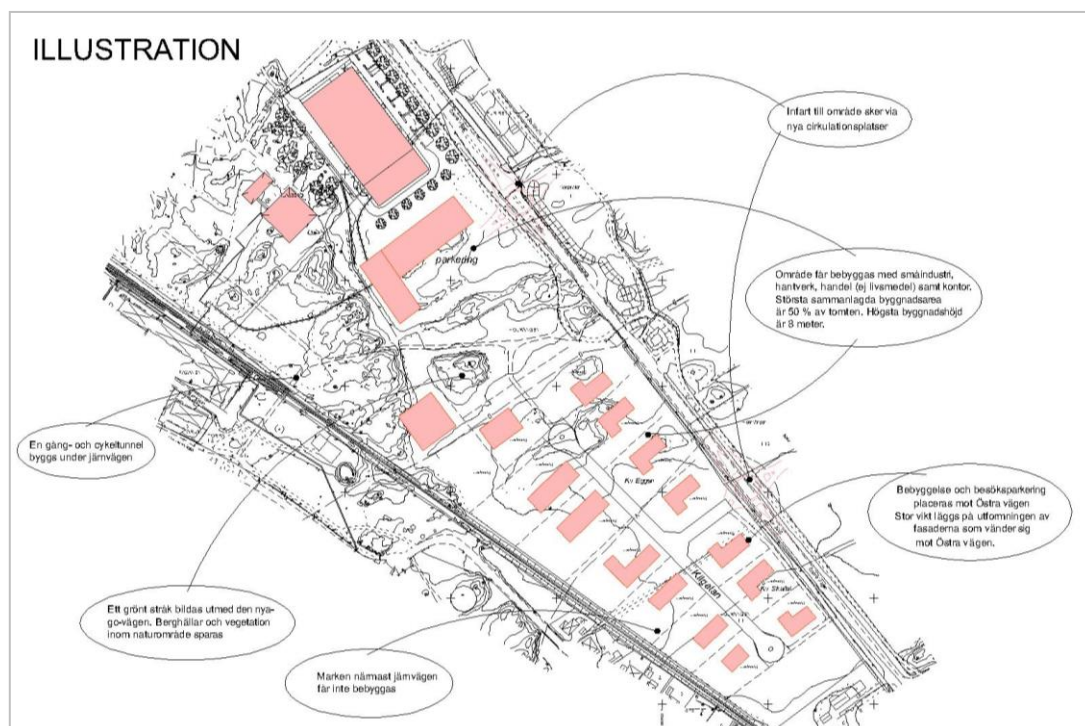 ILLUSTRATION
Infart till område sker via
nya cirkulationsplatser
Område får bebyggas med småindustri,
hantverk, handel (ej livsmedel) samt kontor.
Största sammanlagda byggnadsarea
är 50 % av tomten. Högsta byggnadshöjd
är 8 meter.
parkering
En gång- och cykeltunnel
byggs under järnvägen
Kv Eggen
Bebyggelse och besöksparkering
placeras mot Östra vägen
Stor vikt läggs på utformningen av
fasaderna som vänder sig
mot Östra vägen.
Kv Skaftet
Ett grönt stråk bildas utmed den nya-
go-vägen. Berghällar och vegetation
inom naturområde sparas
Marken närmast järnvägen
får inte bebyggas